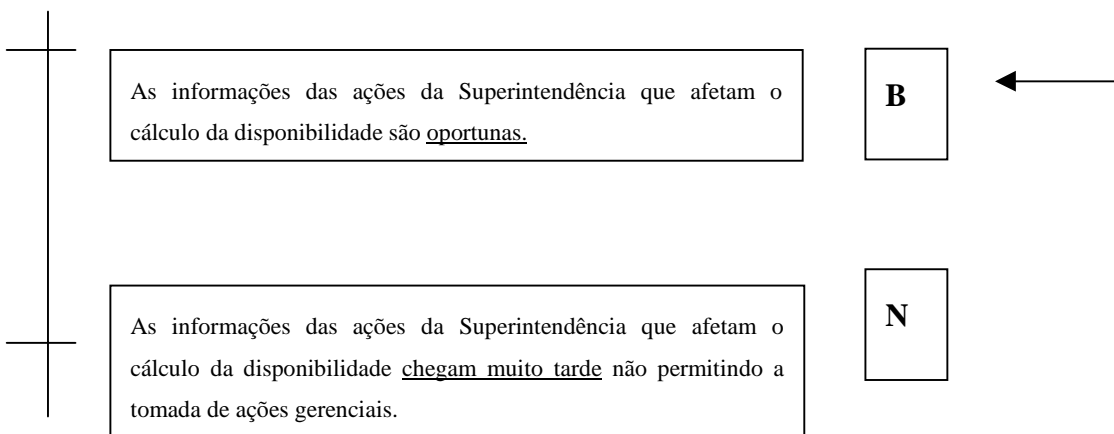 As informações das ações da Superintendência que afetam o
cálculo da disponibilidade são oportunas.
B
As informações das ações da Superintendência que afetam o
cálculo da disponibilidade chegam muito tarde não permitindo a
tomada de ações gerenciais.
N